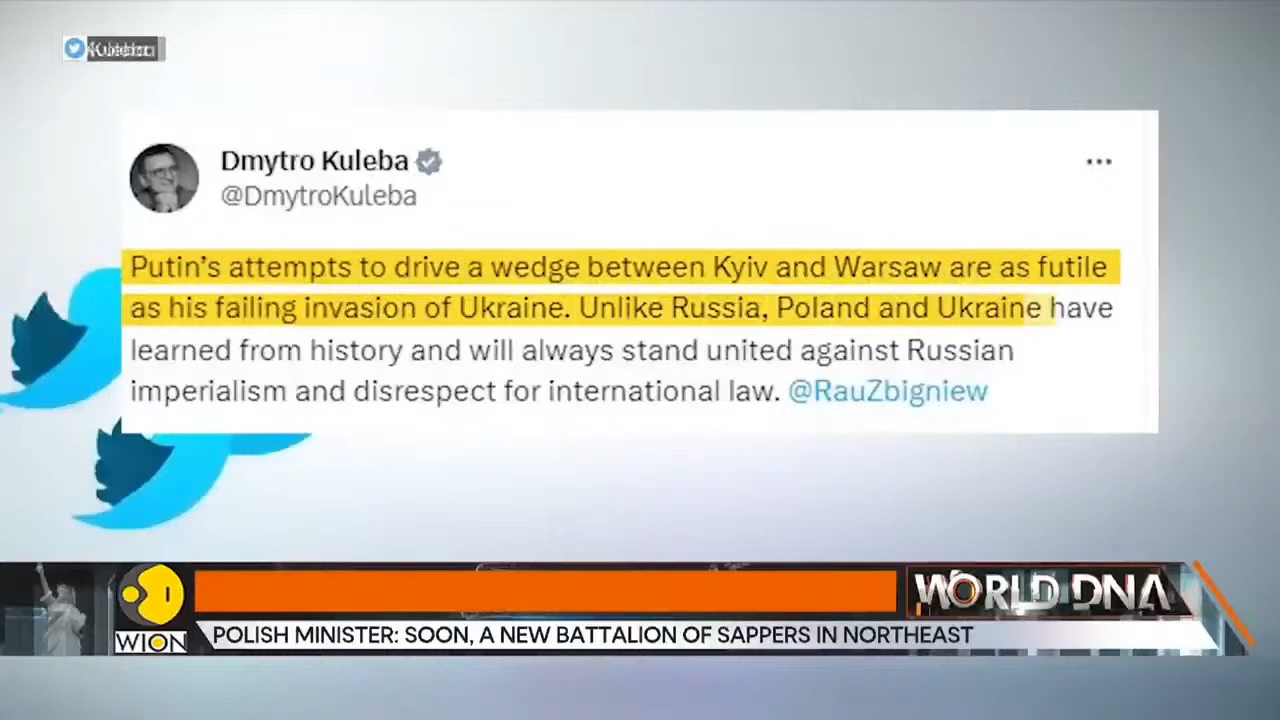 Dmytro Kuleba
@DmytroKuleba
Putin's attempts to drive a wedge between Kyiv and Warsaw are as futile
as his failing invasion of Ukraine. Unlike Russia, Poland and Ukraine have
learned from history and will always stand united against Russian
imperialism and disrespect for international law. @RauZbigniew
WORLD DNA
WION
POLISH MINISTER: SOON, A NEW BATTALION OF SAPPERS IN NORTHEAST